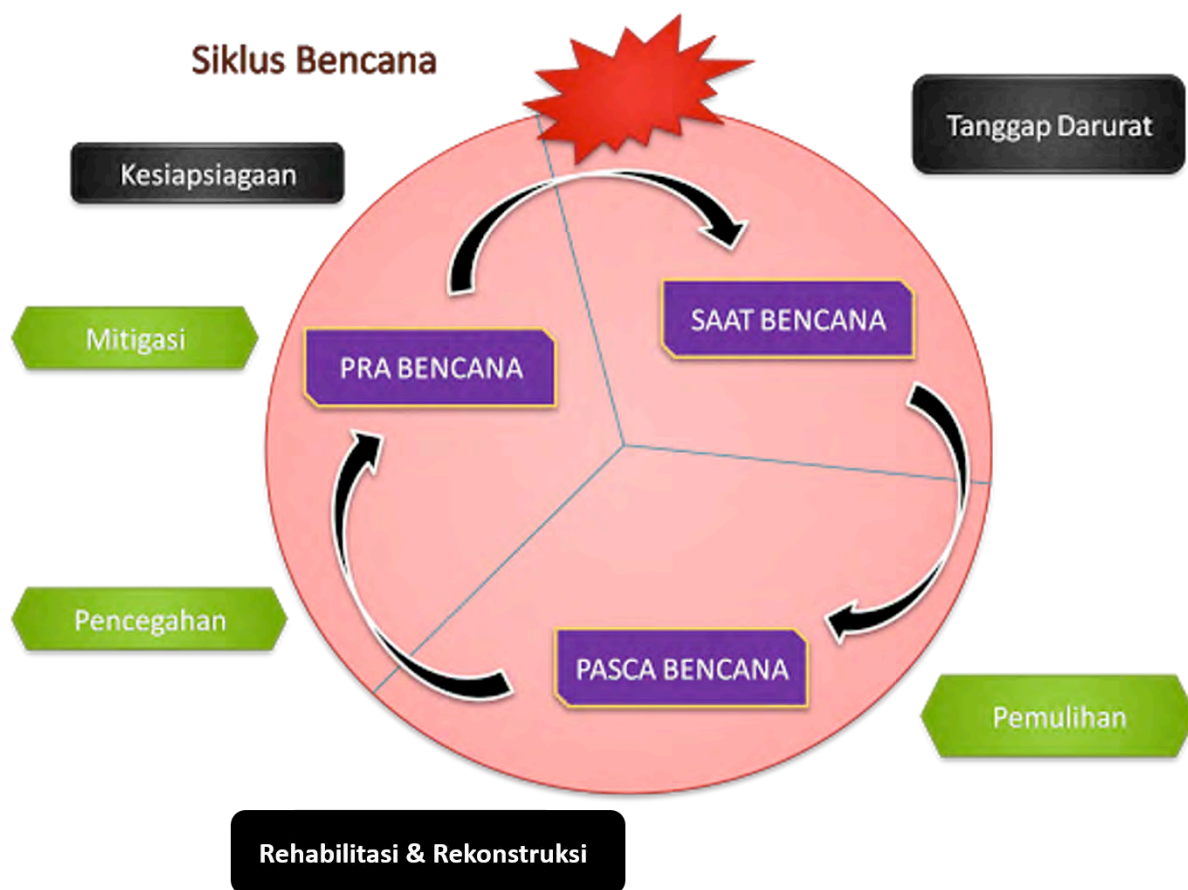 Siklus Bencana
Tanggap Darurat
Kesiapsiagaan
SAAT BENCANA
Mitigasi
PRA BENCANA
Pencegahan
PASCA BENCANA
Pemulihan
Rehabilitasi & Rekonstruksi